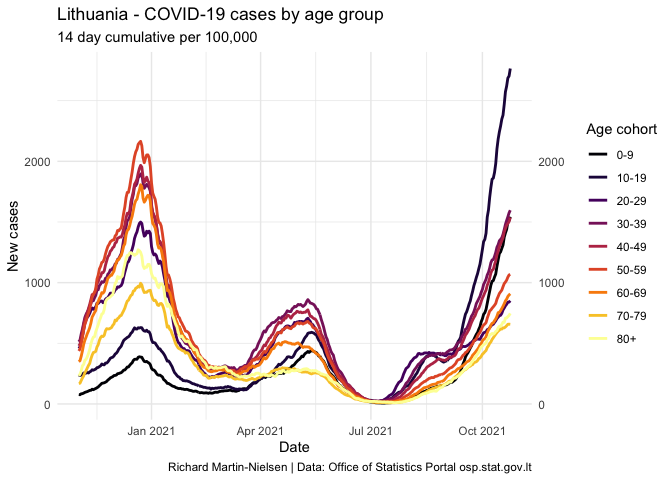 Lithuania - COVID-19 cases by age group
14 day cumulative per 100,000
New cases
2000
1000
0
2000
1000
0
Jan 2021 Apr 2021 Jul 2021 Oct 2021
Date
Age cohort
0-9
10-19
20-29
30-39
40-49
50-59
60-69
70-79
80+
Richard Martin-Nielsen | Data: Office of Statistics Portal osp.stat.gov.lt